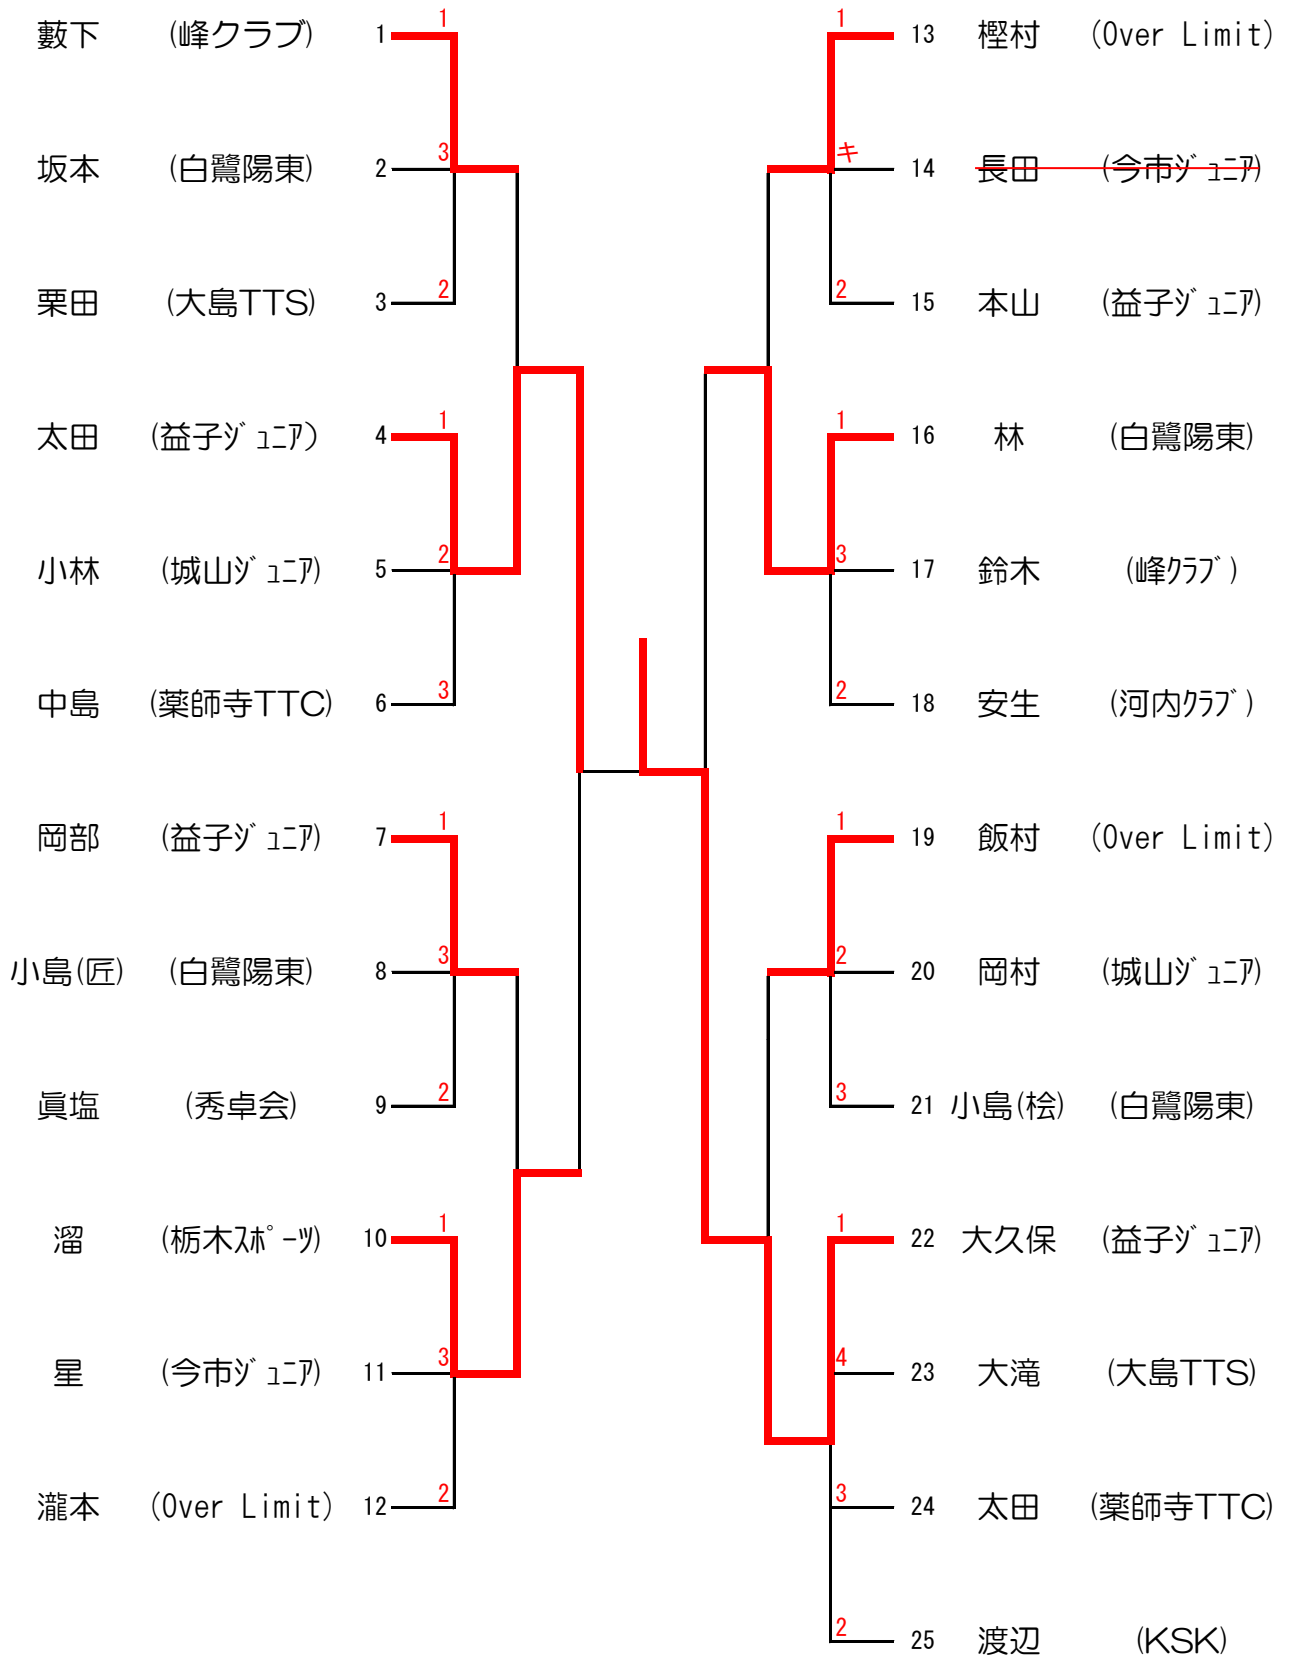 藪下 (峰クラブ) 1 1
坂本 (白鷺陽東) 2 3
栗田 (大島TTS) 3 2
太田 (益子ジュニア) 4 1
小林 (城山ジュニア) 5 2
中島 (薬師寺TTC) 6 3
岡部 (益子ジュニア) 7 1
小島(匠) (白鷺陽東) 8 3
眞塩 (秀卓会) 9 2
溜 (栃木スポーツ) 10 1
星 (今市ジュニア) 11 3
瀧本 (Over Limit) 12 2
1 13 樫村 (Over Limit)
キ 14 長田 (今市ジュニア)
2 15 本山 (益子ジュニア)
1 16 林 (白鷺陽東)
3 17 鈴木 (峰クラブ)
2 18 安生 (河内クラブ)
1 19 飯村 (Over Limit)
2 20 岡村 (城山ジュニア)
3 21 小島(桧) (白鷺陽東)
1 22 大久保 (益子ジュニア)
4 23 大滝 (大島TTS)
3 24 太田 (薬師寺TTC)
2 25 渡辺 (KSK)